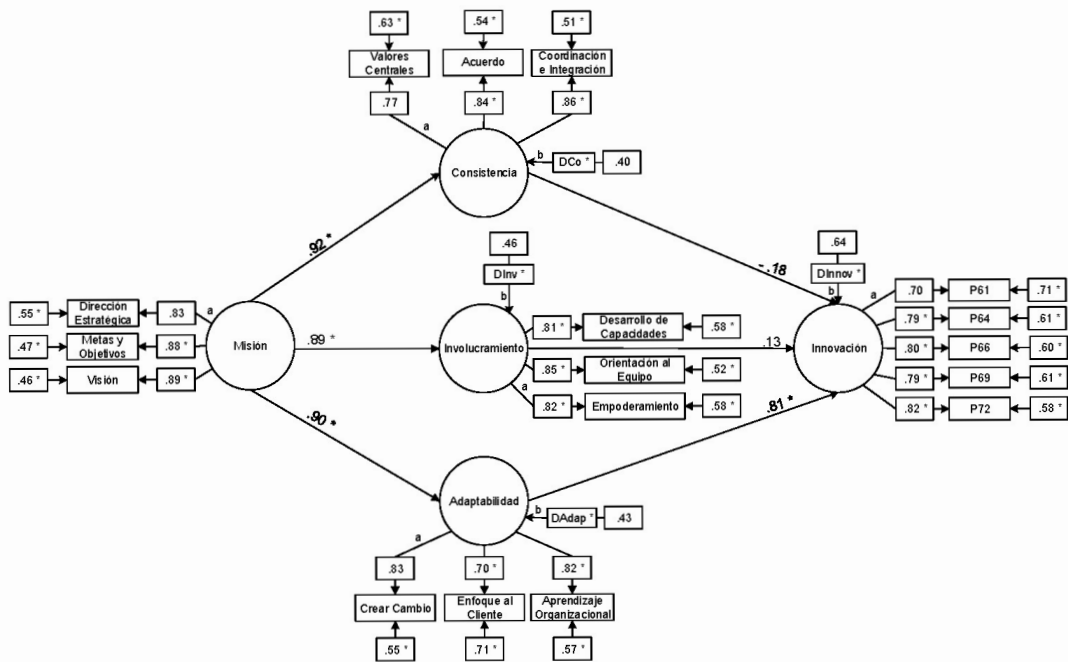 .63 *
.54 *
.51 *
Valores
Centrales
Acuerdo
Coordinación
e Integración
.77
.84 *
.86 *
a
Consistencia
b
DCo *
.40
.92 *
.46
DInv *
b
- .18
.64
DInnov *
b
a
.55 *
Dirección
Estratégica
.83
a
.47 *
Metas y
Objetivos
.88 *
.46 *
Visión
.89 *
Misión
.89 *
Involucramiento
.81 *
Desarrollo de
Capacidades
.58 *
.85 *
Orientación al
Equipo
.52 *
a
.82 *
Empoderamiento
.58 *
.13
Innovación
.70
P61
.71 *
.79 *
P64
.61 *
.80 *
P66
.60 *
.79 *
P69
.61 *
.82 *
P72
.58 *
.90 *
.81 *
Adaptabilidad
b
DAdap *
.43
a
.83
.70 *
.82 *
Crear Cambio
Enfoque al
Cliente
Aprendizaje
Organizacional
.55 *
.71 *
.57 *